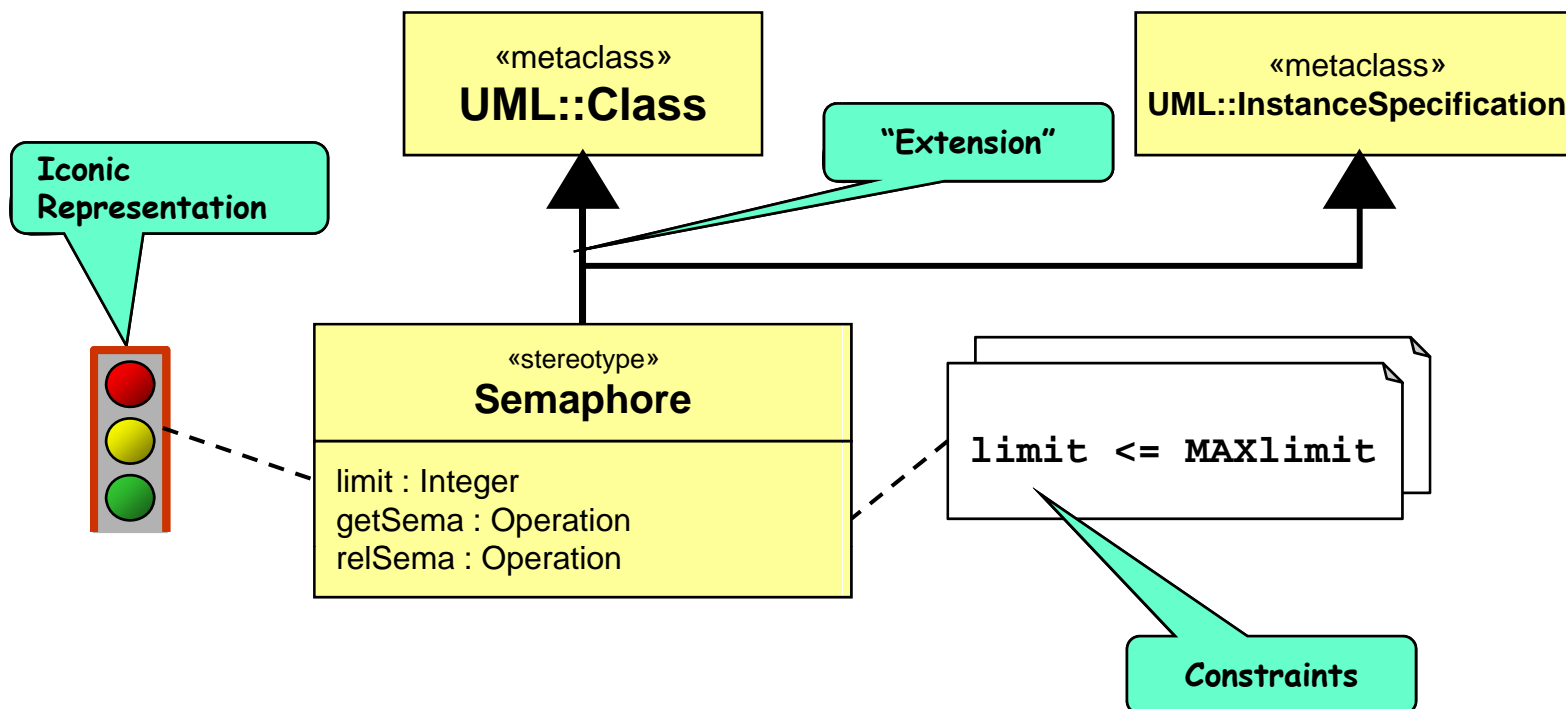 «metaclass»
UML::Class
«metaclass»
UML::InstanceSpecification
“Extension”
Iconic
Representation
«stereotype»
Semaphore
limit : Integer
getSema : Operation
relSema : Operation
limit <= MAXlimit
Constraints